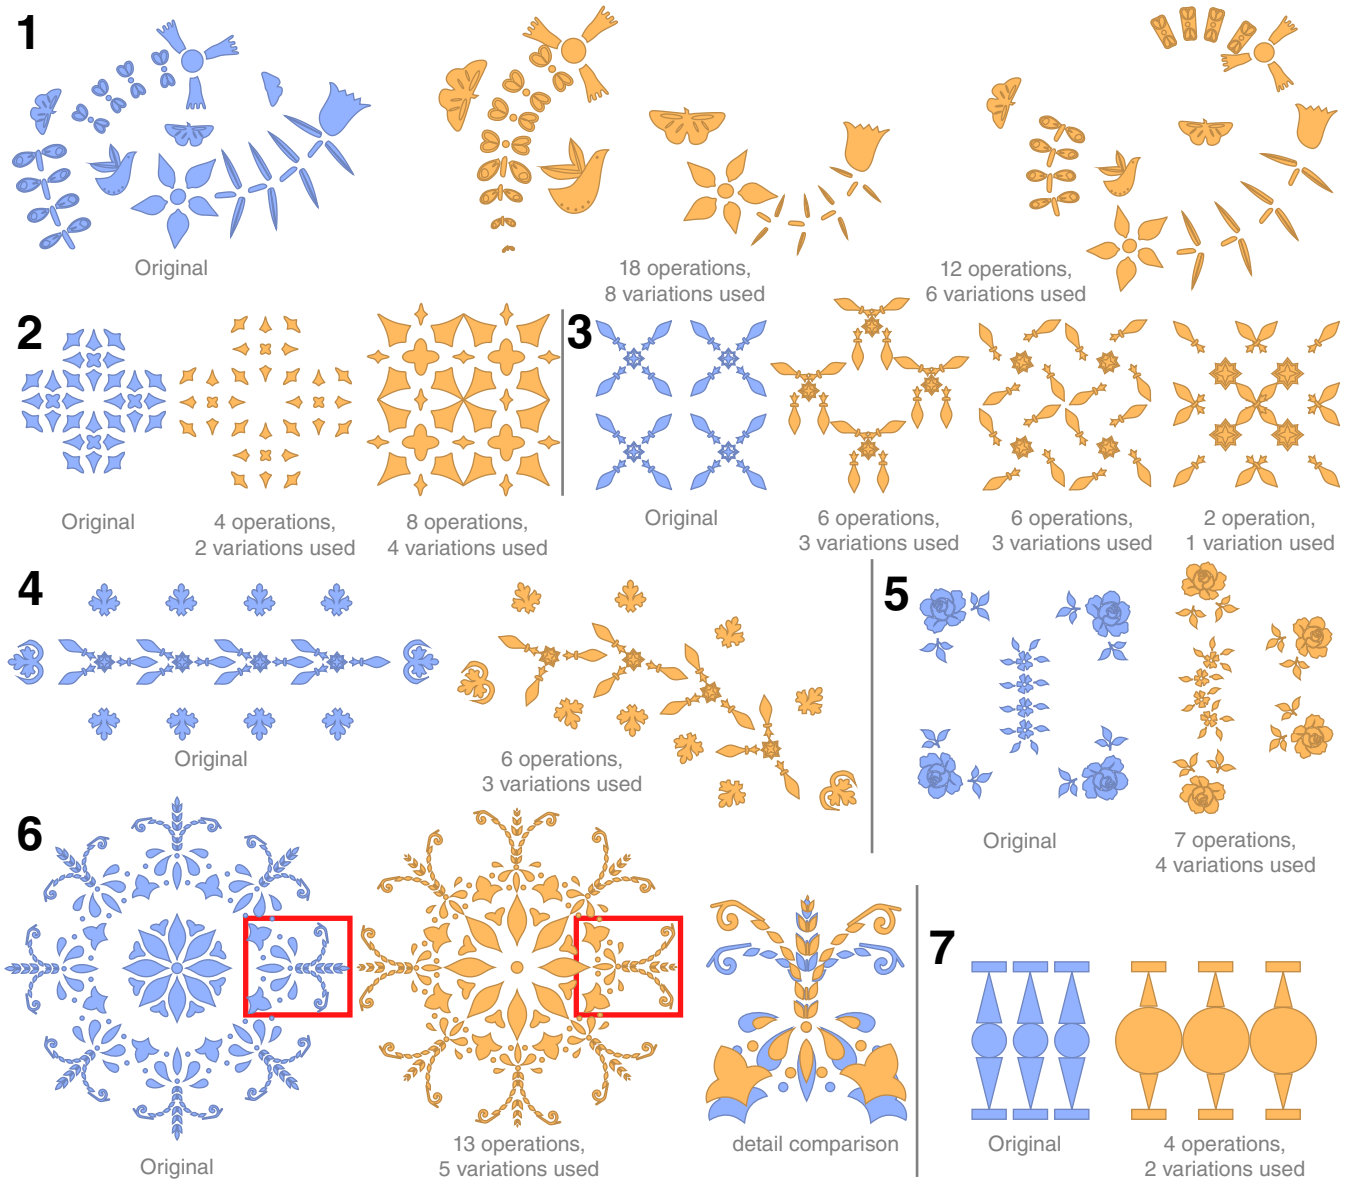 1
Original
18 operations,
8 variations used
12 operations,
6 variations used
2
Original
4 operations,
2 variations used
8 operations,
4 variations used
3
Original
6 operations,
3 variations used
6 operations,
3 variations used
2 operation,
1 variation used
4
Original
6 operations,
3 variations used
5
Original
7 operations,
4 variations used
6
Original
13 operations,
5 variations used
detail comparison
7
Original
4 operations,
2 variations used